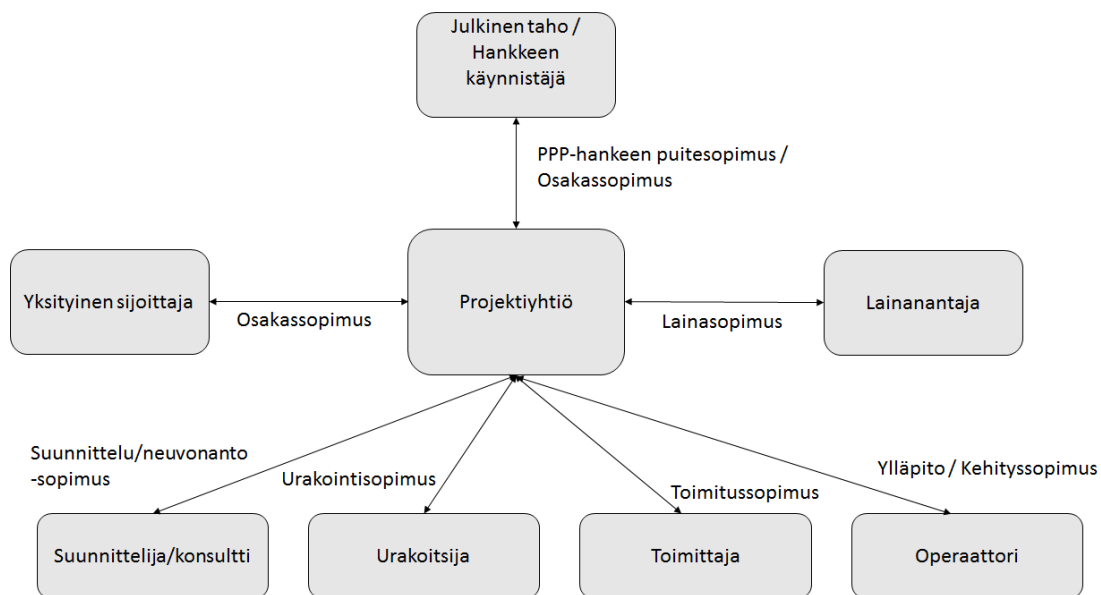 Julkinen taho /
Hankkeen
käynnistäjä
PPP-hankeen puitesopimus /
Osakassopimus
Yksityinen sijoittaja
Osakassopimus
Projektiyhtiö
Lainasopimus
Lainanantaja
Suunnittelu/neuvonanto
-sopimus
Urakointisopimus
Toimitussopimus
Ylläpito / Kehityssopimus
Suunnittelija/konsultti
Urakoitsija
Toimittaja
Operaattori